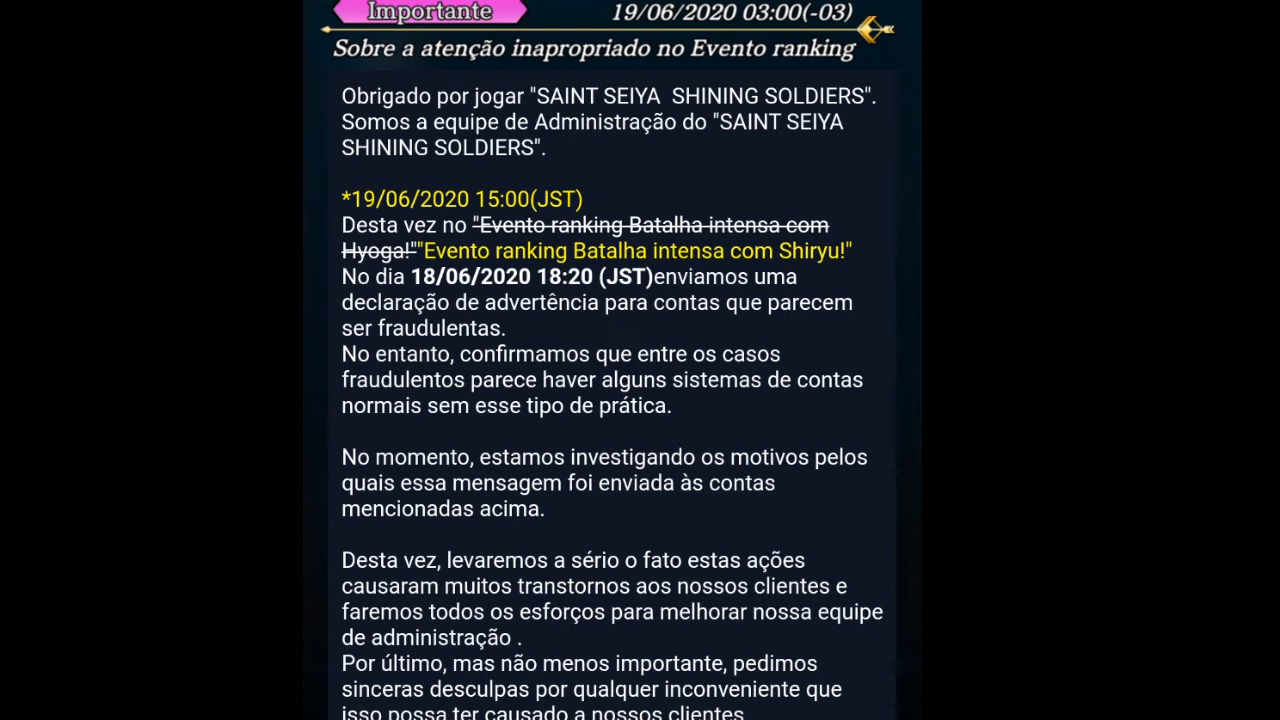 Importante
19/06/2020 03:00(-03)
Sobre a atenção inapropriado no Evento ranking
Obrigado por jogar "SAINT SEIYA SHINING SOLDIERS".
Somos a equipe de Administração do "SAINT SEIYA
SHINING SOLDIERS".
*19/06/2020 15:00(JST)
Desta vez no "Evento ranking Batalha intensa com
Hyoga!""Evento ranking Batalha intensa com Shiryu!"
No dia 18/06/2020 18:20 (JST)enviamos uma
declaração de advertência para contas que parecem
ser fraudulentas.
No entanto, confirmamos que entre os casos
fraudulentos parece haver alguns sistemas de contas
normais sem esse tipo de prática.
No momento, estamos investigando os motivos pelos
quais essa mensagem foi enviada às contas
mencionadas acima.
Desta vez, levaremos a sério o fato estas ações
causaram muitos transtornos aos nossos clientes e
faremos todos os esforços para melhorar nossa equipe
de administração .
Por último, mas não menos importante, pedimos
sinceras desculpas por qualquer inconveniente que
isso possa ter causado a nossos clientes